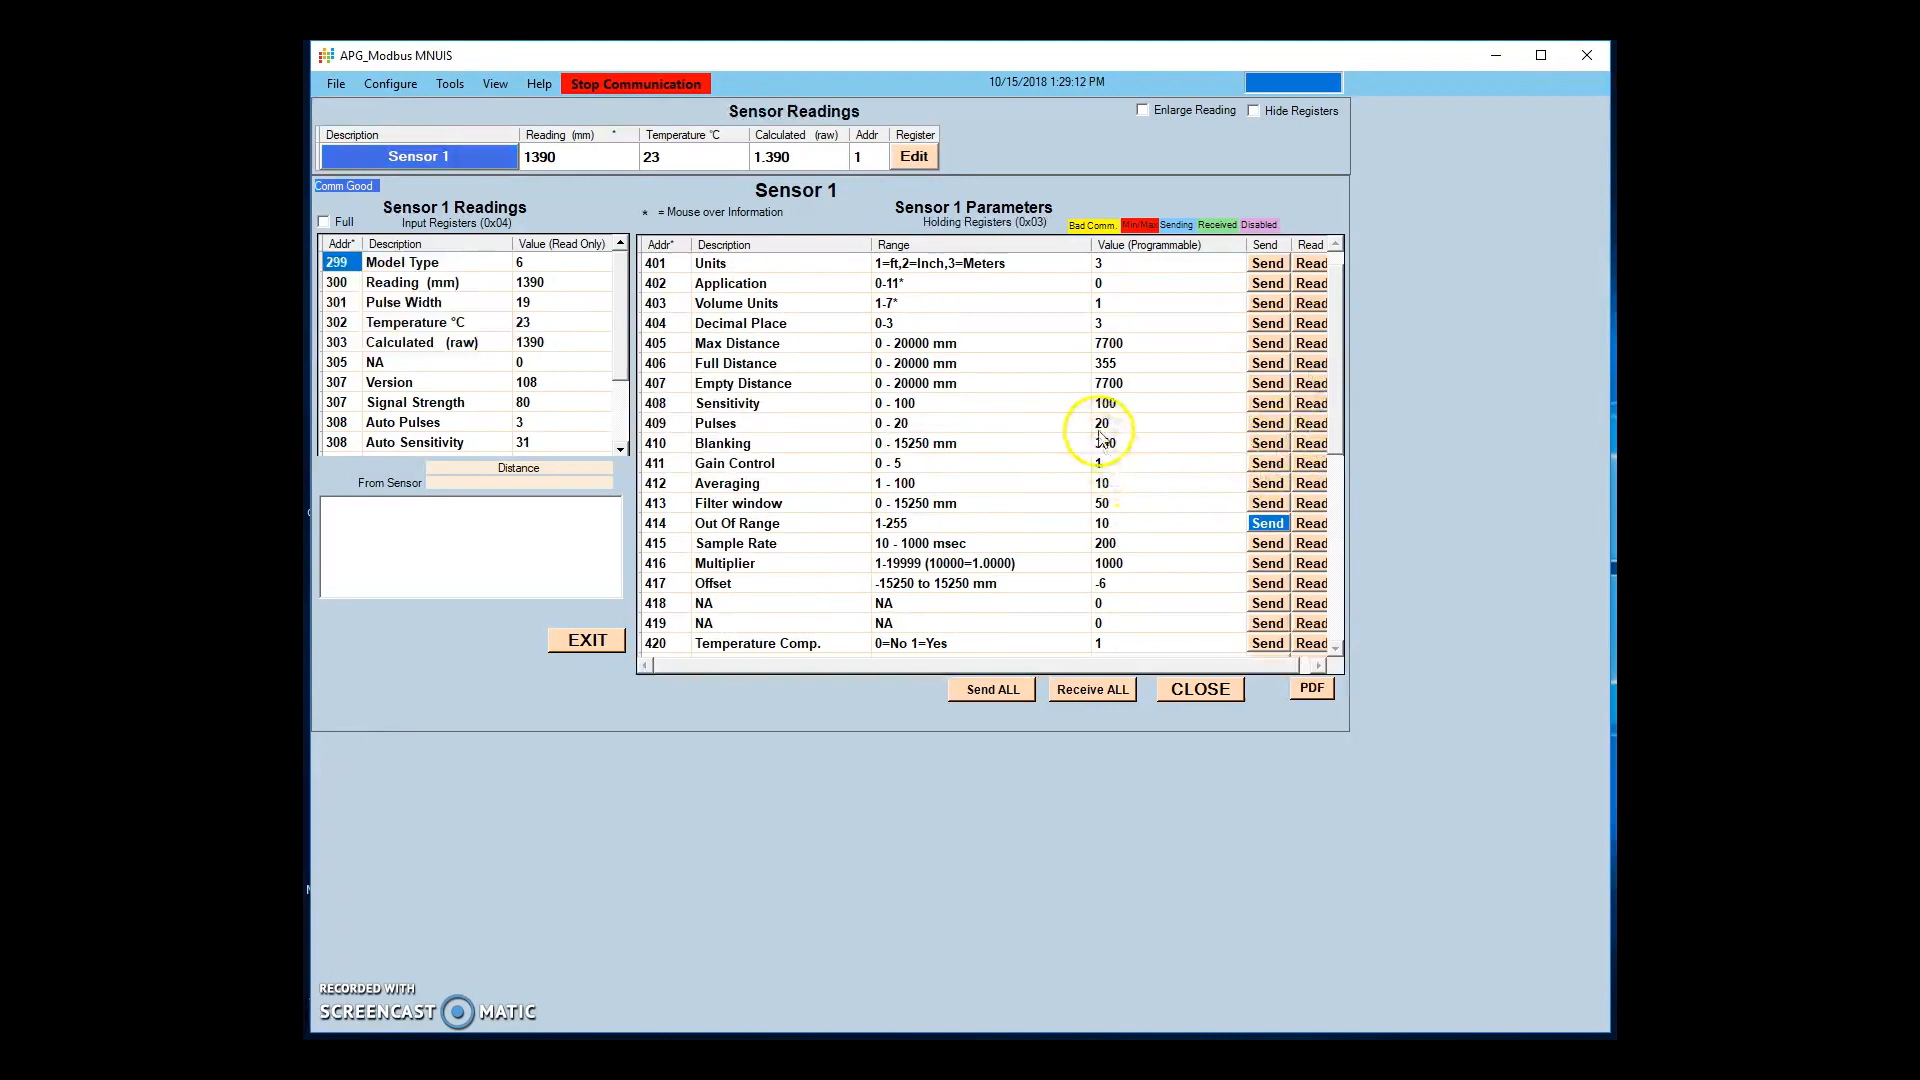 APG_Modbus MNUIS
File Configure Tools View Help Stop Communication 10/15/2018 1:29:12 PM
Sensor Readings
Enlarge Reading Hide Registers
Description Reading (mm) * Temperature °C Calculated (raw) Addr Register
Sensor 1 1390 23 1.390 1 Edit
Comm Good
Sensor 1
Full
Sensor 1 Readings
Input Registers (0x04)
* = Mouse over Information
Sensor 1 Parameters
Holding Registers (0x03)
Bad Comm. Min/Max Sending Received Disabled
Addr* Description Value (Read Only)
299 Model Type 6
300 Reading (mm) 1390
301 Pulse Width 19
302 Temperature °C 23
303 Calculated (raw) 1390
305 NA 0
307 Version 108
307 Signal Strength 80
308 Auto Pulses 3
308 Auto Sensitivity 31
Distance
From Sensor
EXIT
Addr* Description Range Value (Programmable) Send Read
401 Units 1=ft,2=Inch,3=Meters 3 Send Read
402 Application 0-11* 0 Send Read
403 Volume Units 1-7* 1 Send Read
404 Decimal Place 0-3 3 Send Read
405 Max Distance 0 - 20000 mm 7700 Send Read
406 Full Distance 0 - 20000 mm 355 Send Read
407 Empty Distance 0 - 20000 mm 7700 Send Read
408 Sensitivity 0 - 100 100 Send Read
409 Pulses 0 - 20 20 Send Read
410 Blanking 0 - 15250 mm Send Read
411 Gain Control 0 - 5 1 Send Read
412 Averaging 1 - 100 10 Send Read
413 Filter window 0 - 15250 mm 50 Send Read
414 Out Of Range 1-255 10 Send Read
415 Sample Rate 10 - 1000 msec 200 Send Read
416 Multiplier 1-19999 (10000=1.0000) 1000 Send Read
417 Offset -15250 to 15250 mm -6 Send Read
418 NA NA 0 Send Read
419 NA NA 0 Send Read
420 Temperature Comp. 0=No 1=Yes 1 Send Read
Send ALL Receive ALL CLOSE PDF
RECORDED WITH
SCREENCAST MATIC